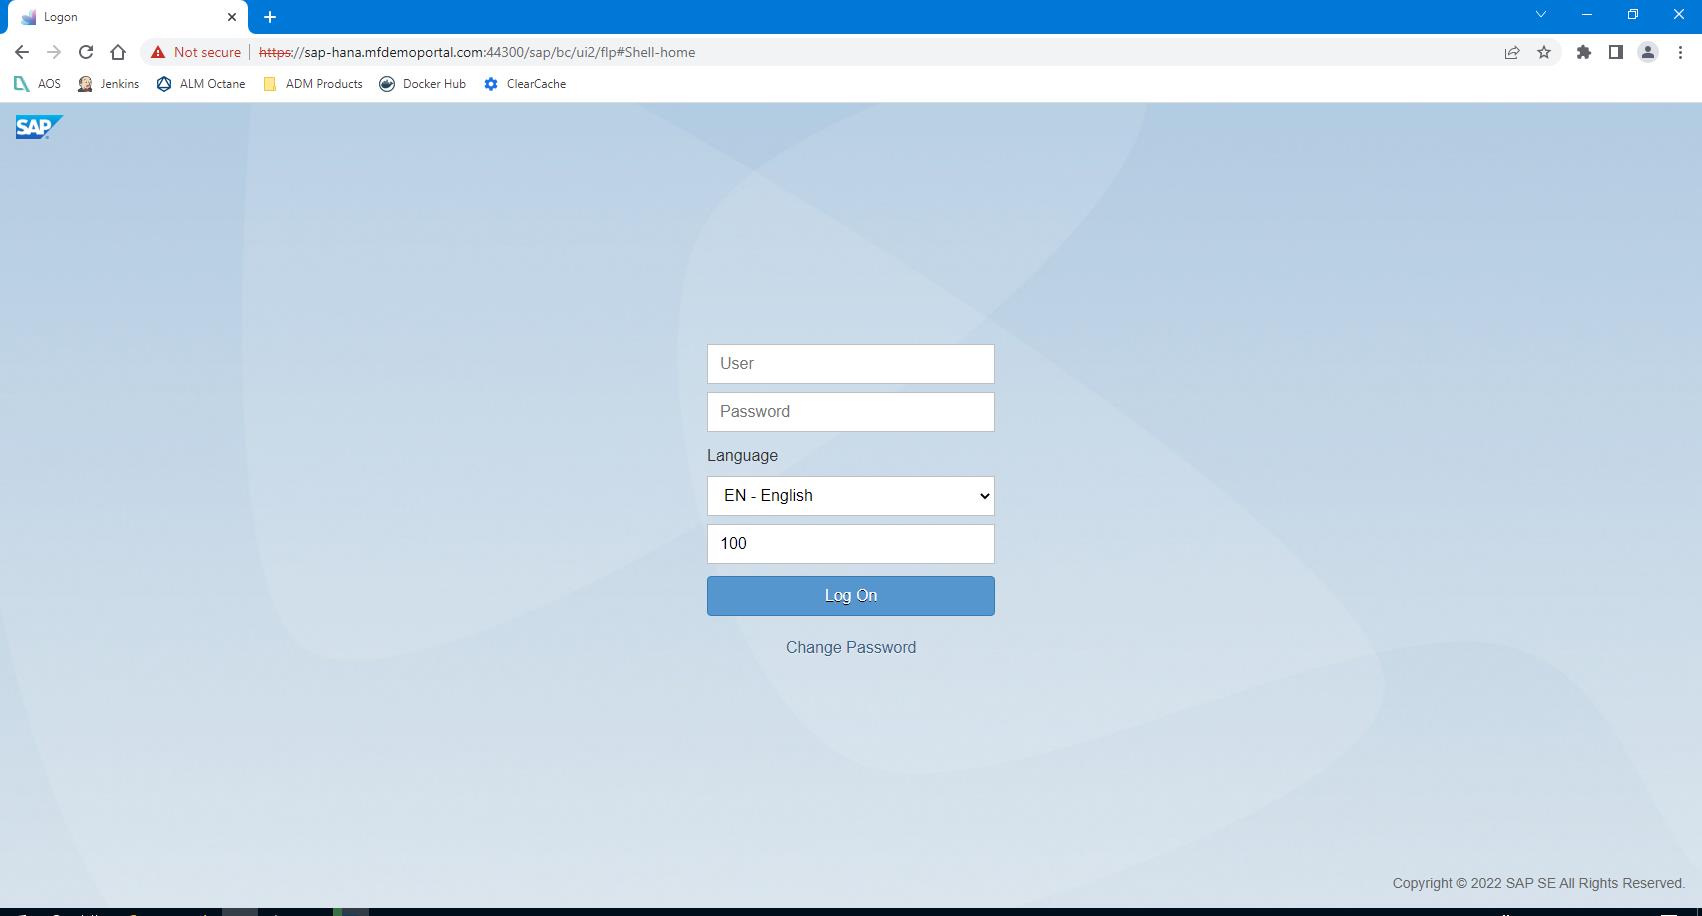 Logon
Not secure | https://sap-hana.mfdemoportal.com:44300/sap/bc/ui2/flp#Shell-home
AOS Jenkins ALM Octane ADM Products Docker Hub ClearCache
SAP
User
Password
Language
EN - English
100
Log On
Change Password
Copyright © 2022 SAP SE All Rights Reserved.